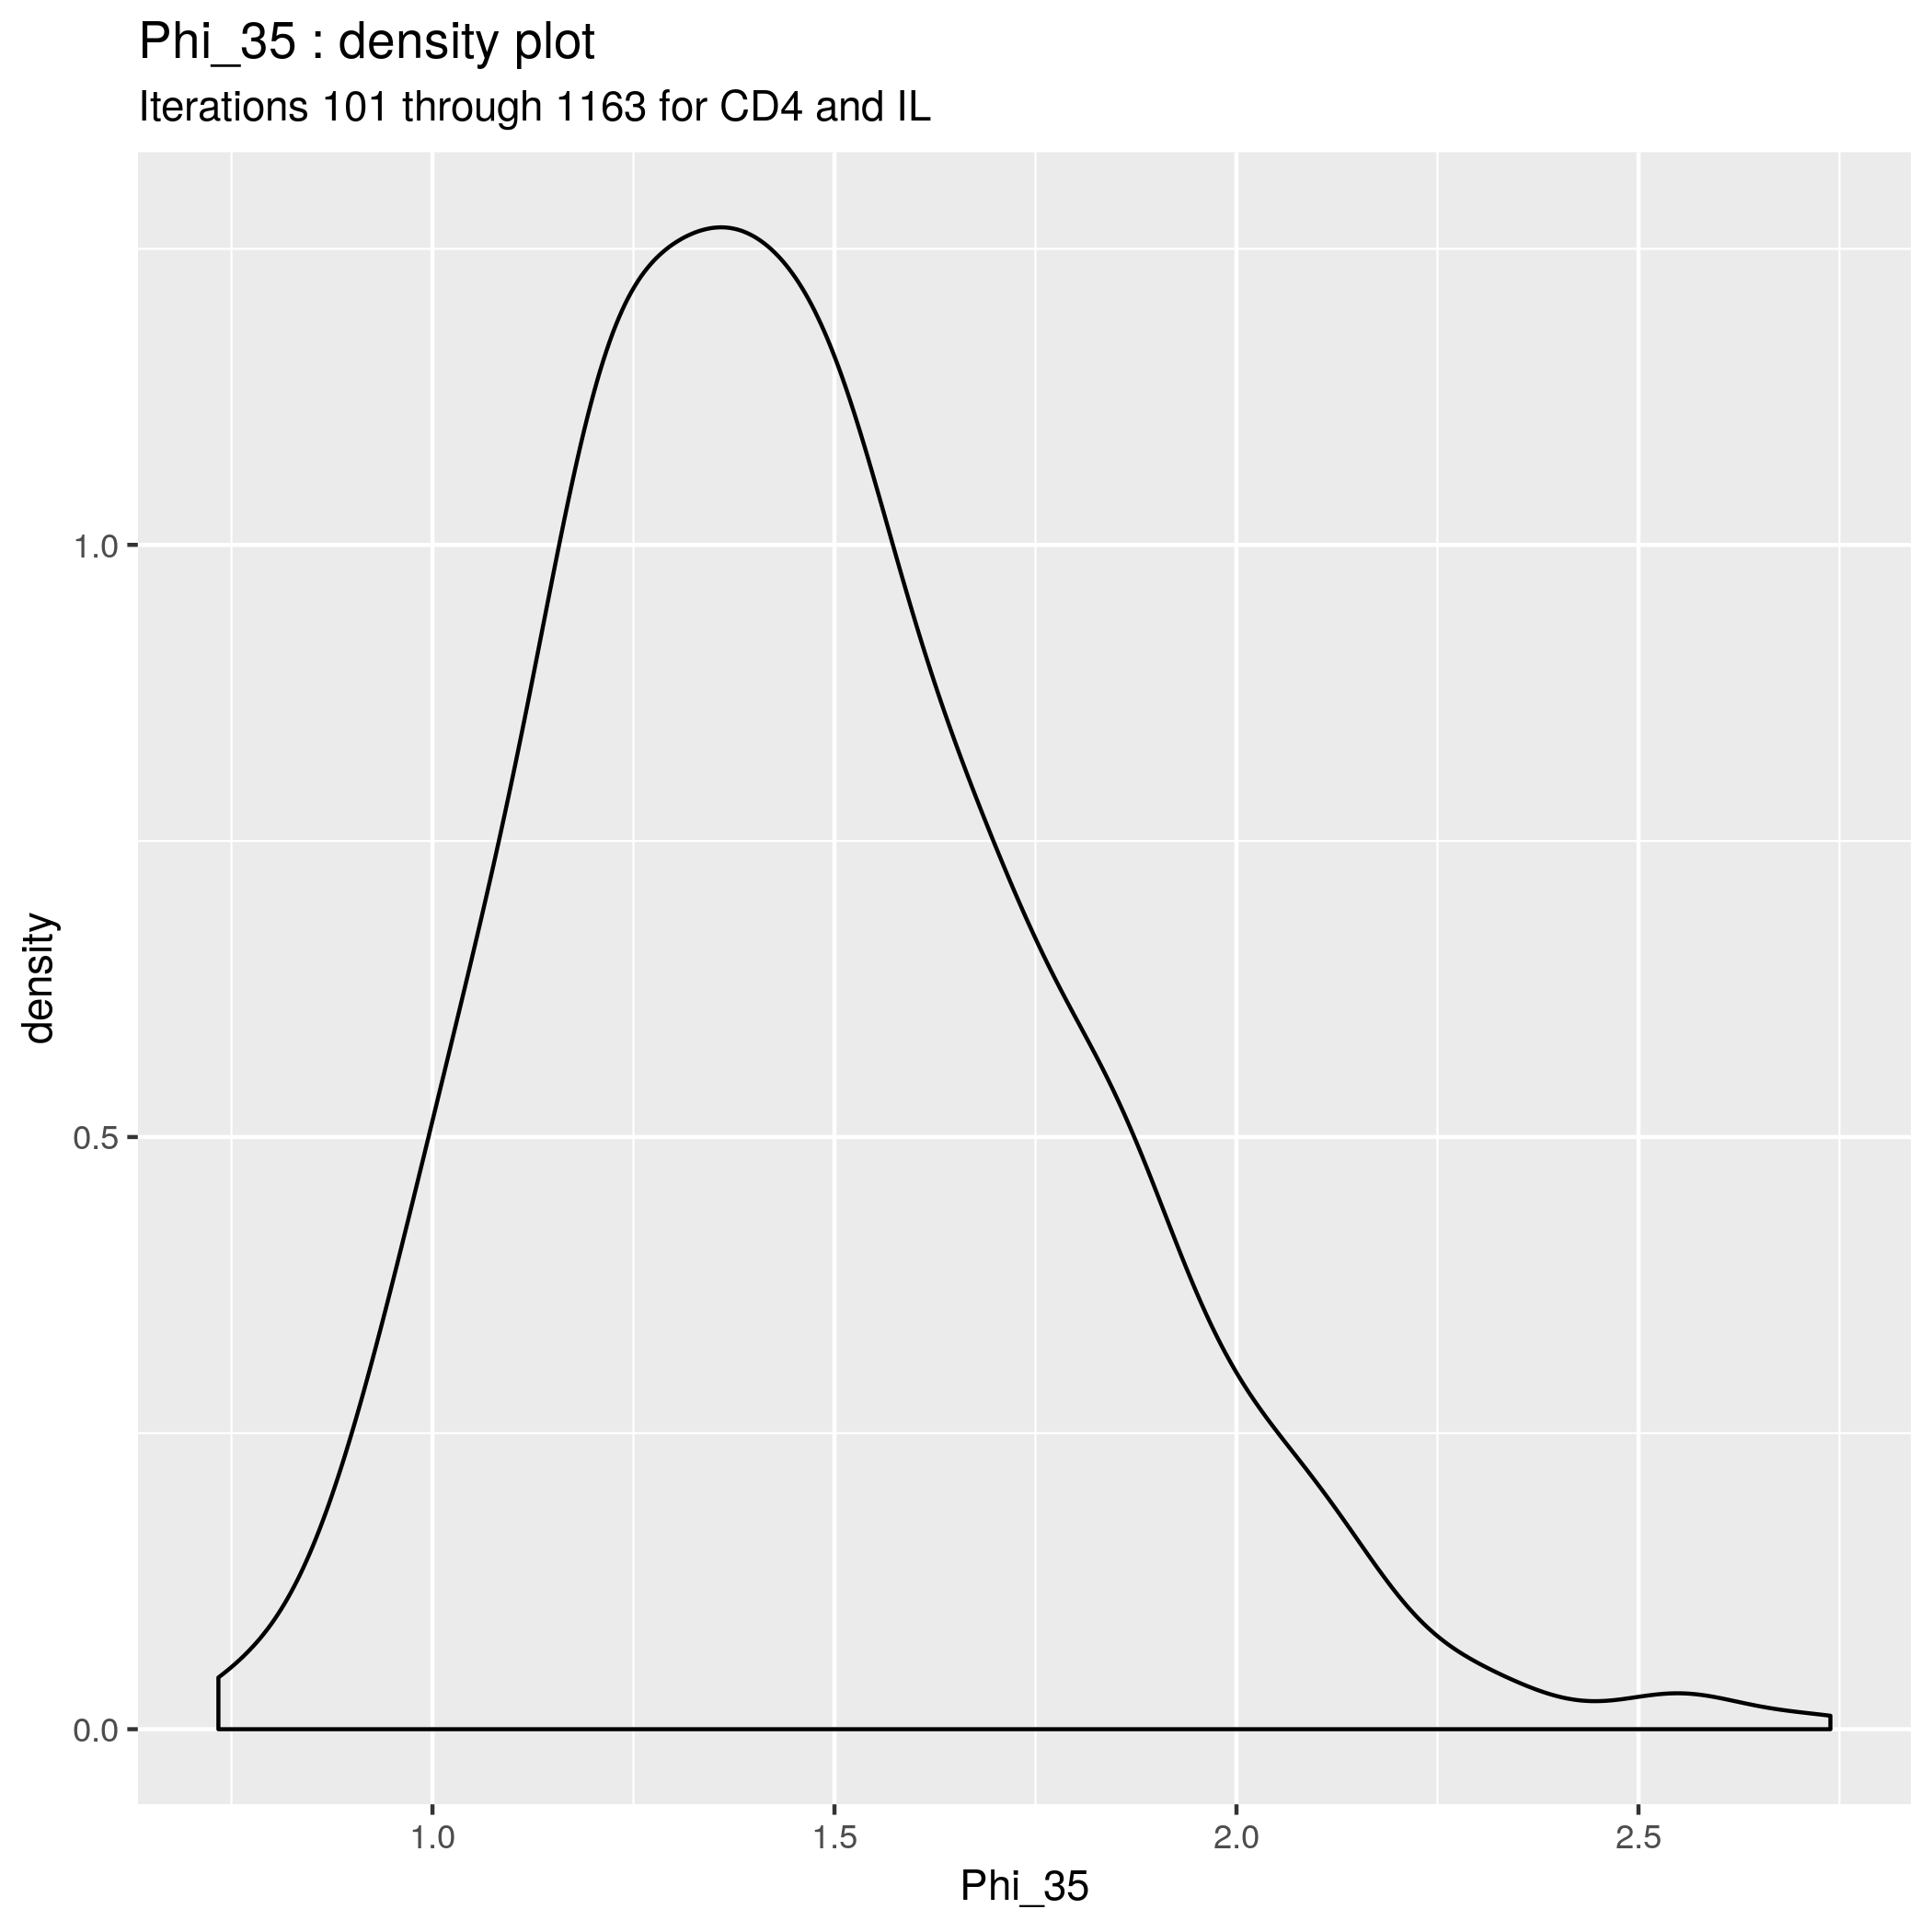 Phi_35 : density plot
Iterations 101 through 1163 for CD4 and IL
density
1.0
0.5
0.0
1.0 1.5 2.0 2.5
Phi_35